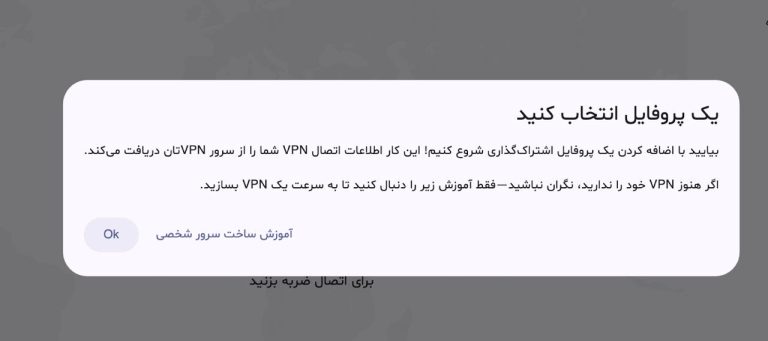 یک پروفایل انتخاب کنید
بیایید با اضافه کردن یک پروفایل اشتراک‌گذاری شروع کنیم! این کار اطلاعات اتصال VPN شما را از سرور VPNتان دریافت می‌کند.
اگر هنوز VPN خود را ندارید، نگران نباشید—فقط آموزش زیر را دنبال کنید تا به سرعت یک VPN بسازید.
آموزش ساخت سرور شخصی
Ok
برای اتصال ضربه بزنید